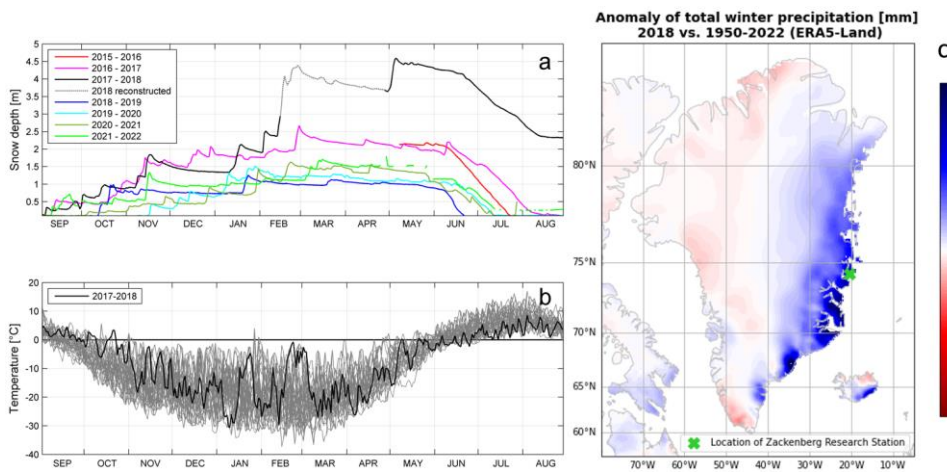 Anomaly of total winter precipitation [mm]
2018 vs. 1950-2022 (ERA5-Land)
a
Snow depth [m]
5
4.5
4
3.5
3
2.5
2
1.5
1
0.5
2015 - 2016
2016 - 2017
2017 - 2018
2018 reconstructed
2018 - 2019
2019 - 2020
2020 - 2021
2021 - 2022
SEP OCT NOV DEC JAN FEB MAR APR MAY JUN JUL AUG
b
Temperature [°C]
20
10
0
-10
-20
-30
-40
2017-2018
SEP OCT NOV DEC JAN FEB MAR APR MAY JUN JUL AUG
80°N
75°N
70°N
65°N
60°N
Location of Zackenberg Research Station
70°W 60°W 50°W 40°W 30°W 20°W 10°W